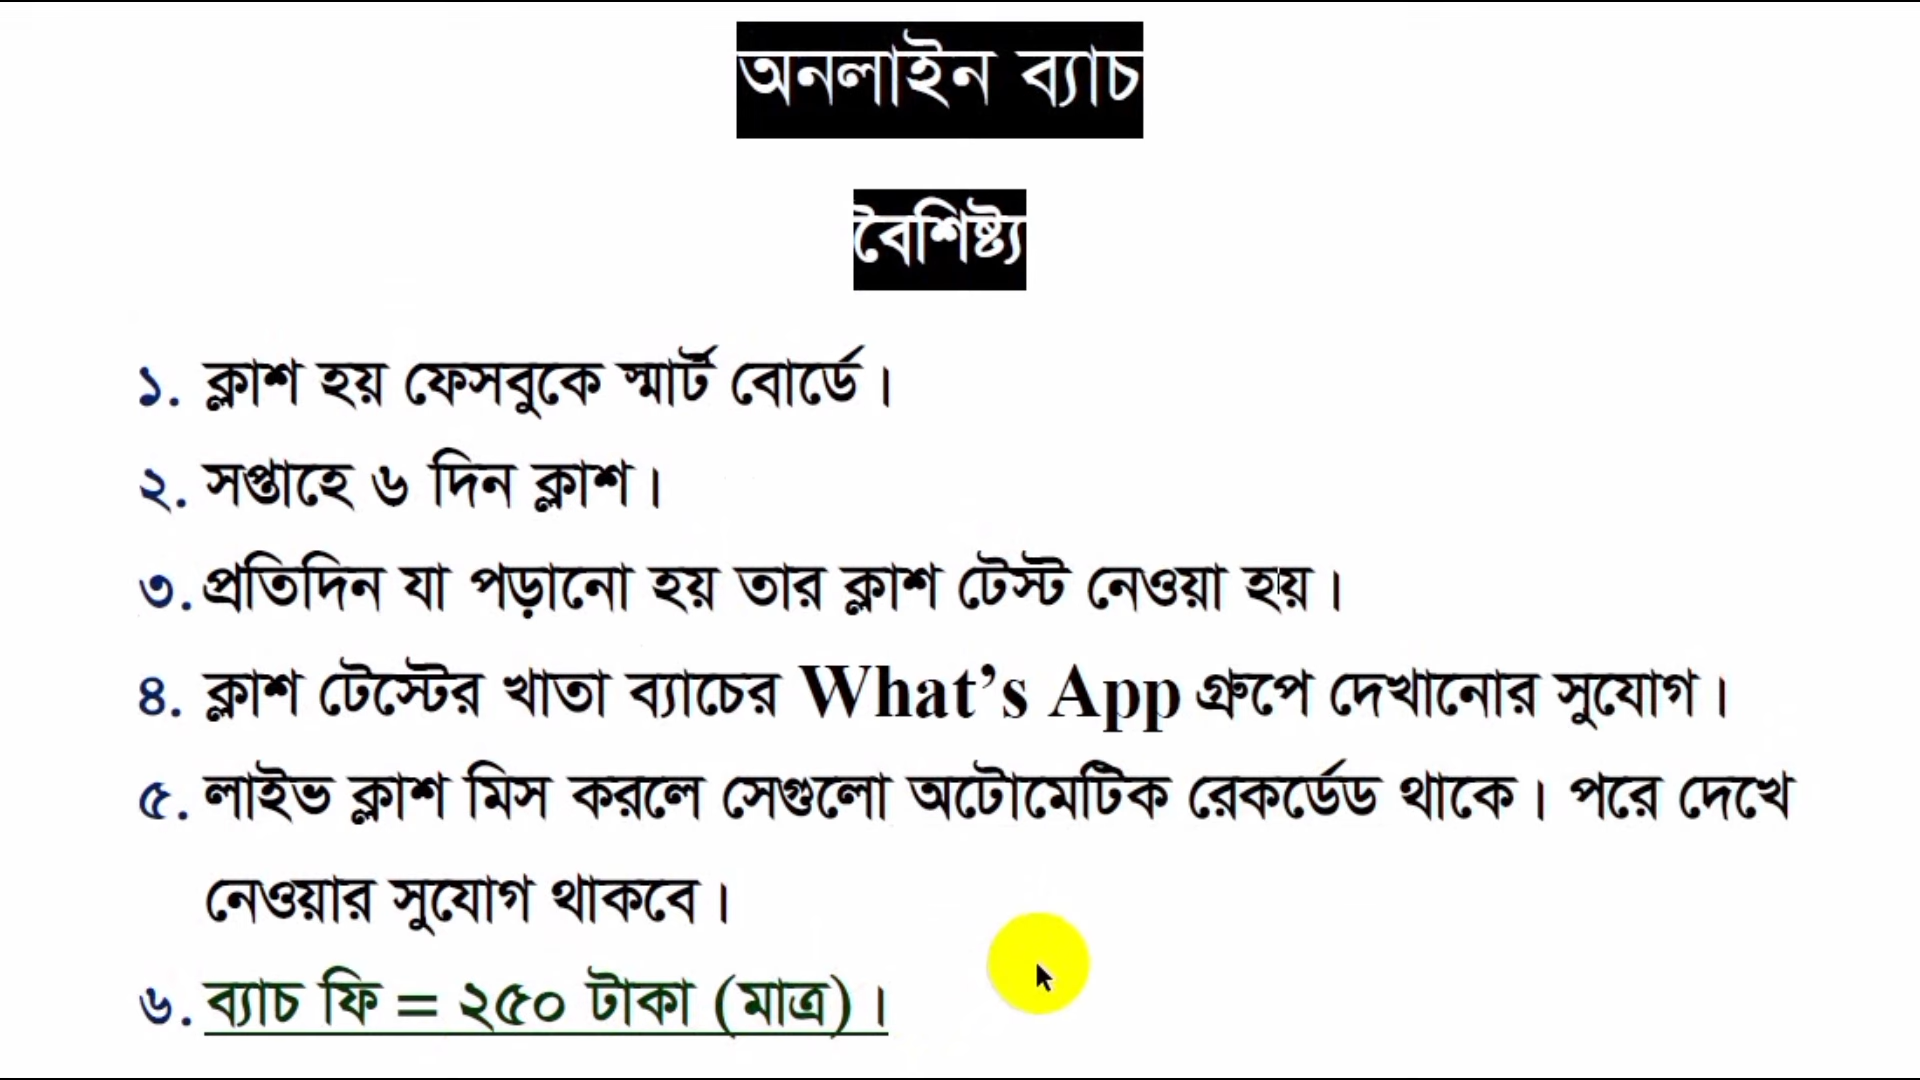 অনলাইন ব্যাচ
বৈশিষ্ট্য
১. ক্লাশ হয় ফেসবুকে স্মার্ট বোর্ডে।
২. সপ্তাহে ৬ দিন ক্লাশ।
৩. প্রতিদিন যা পড়ানো হয় তার ক্লাশ টেস্ট নেওয়া হয়।
৪. ক্লাশ টেস্টের খাতা ব্যাচের What’s App গ্রুপে দেখানোর সুযোগ।
৫. লাইভ ক্লাশ মিস করলে সেগুলো অটোমেটিক রেকর্ডেড থাকে। পরে দেখে
নেওয়ার সুযোগ থাকবে।
৬. ব্যাচ ফি = ২৫০ টাকা (মাত্র)।